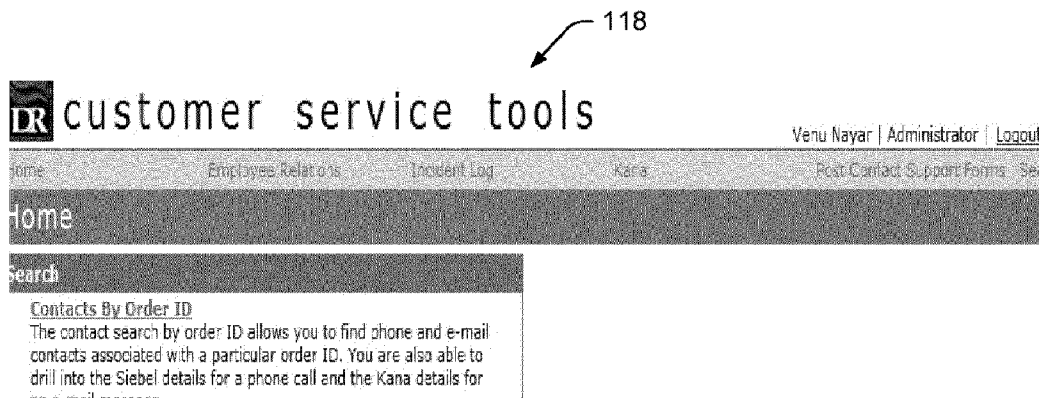 118
DR customer service tools
Venu Nayar | Administrator | Logout
Home Employee Relations Incident Log Kana Post Contact Support Forms
Home
Search
Contacts By Order ID
The contact search by order ID allows you to find phone and e-mail
contacts associated with a particular order ID. You are also able to
drill into the Siebel details for a phone call and the Kana details for